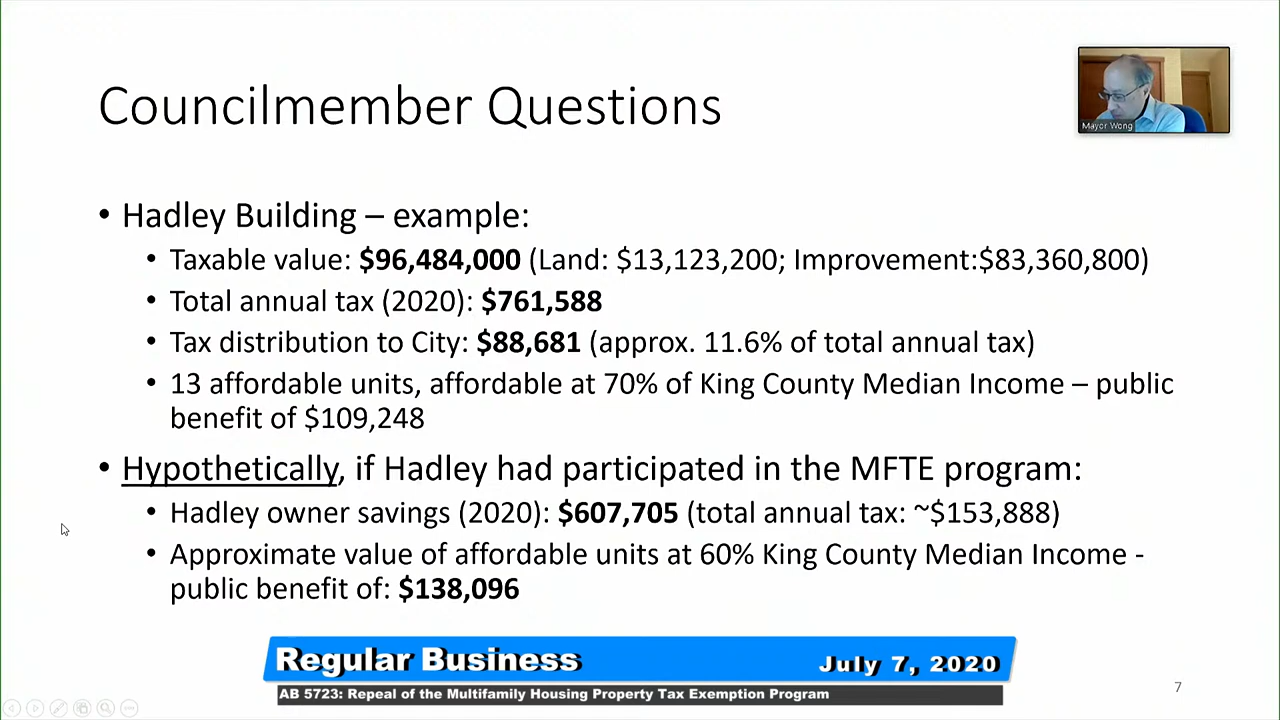 Councilmember Questions
Mayor Wong
• Hadley Building – example:
• Taxable value: $96,484,000 (Land: $13,123,200; Improvement:$83,360,800)
• Total annual tax (2020): $761,588
• Tax distribution to City: $88,681 (approx. 11.6% of total annual tax)
• 13 affordable units, affordable at 70% of King County Median Income – public
benefit of $109,248
• Hypothetically, if Hadley had participated in the MFTE program:
• Hadley owner savings (2020): $607,705 (total annual tax: ~$153,888)
• Approximate value of affordable units at 60% King County Median Income -
public benefit of: $138,096
Regular Business July 7, 2020
AB 5723: Repeal of the Multifamily Housing Property Tax Exemption Program
7